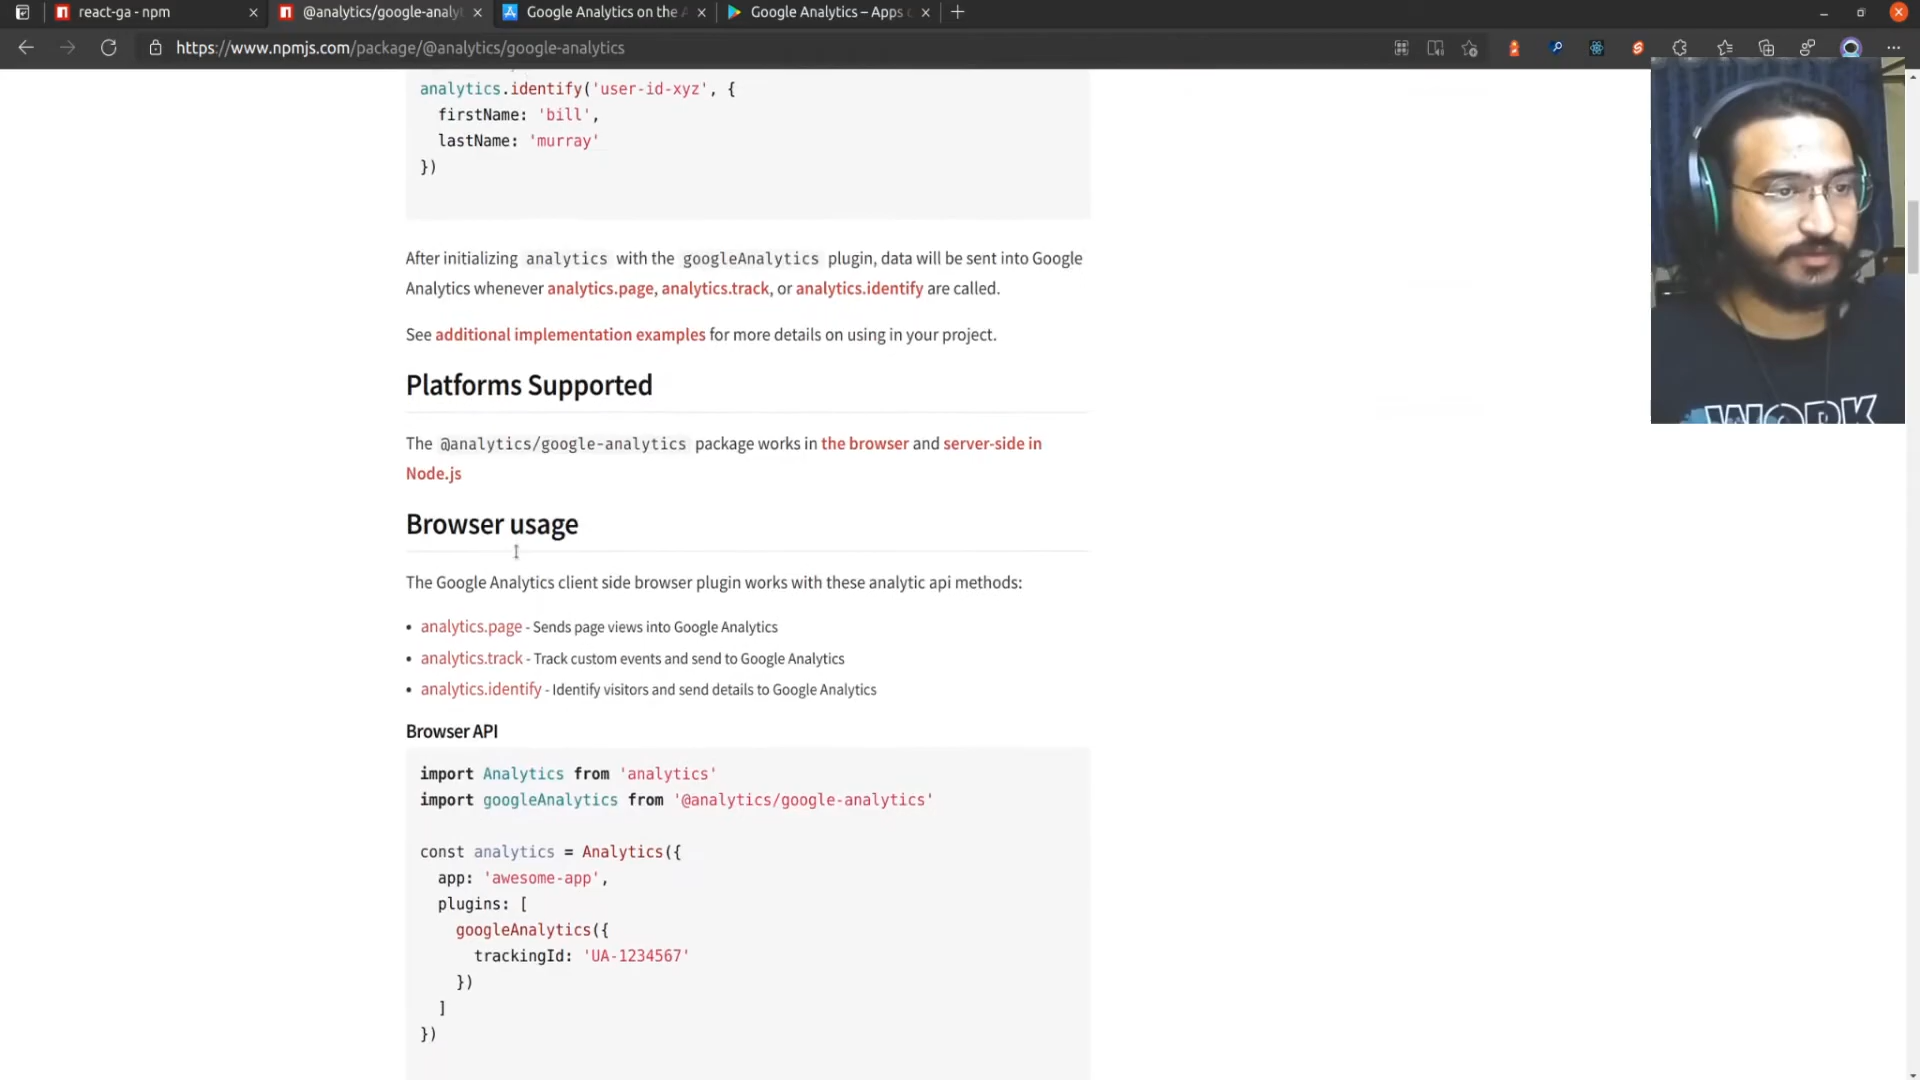 react-ga - npm
@analytics/google-analyt
Google Analytics on the A
Google Analytics – Apps o
https://www.npmjs.com/package/@analytics/google-analytics
analytics.identify('user-id-xyz', {
firstName: 'bill',
lastName: 'murray'
})
After initializing analytics with the googleAnalytics plugin, data will be sent into Google
Analytics whenever analytics.page, analytics.track, or analytics.identify are called.
See additional implementation examples for more details on using in your project.
Platforms Supported
The @analytics/google-analytics package works in the browser and server-side in
Node.js
Browser usage
The Google Analytics client side browser plugin works with these analytic api methods:
• analytics.page - Sends page views into Google Analytics
• analytics.track - Track custom events and send to Google Analytics
• analytics.identify - Identify visitors and send details to Google Analytics
Browser API
import Analytics from 'analytics'
import googleAnalytics from '@analytics/google-analytics'
const analytics = Analytics({
app: 'awesome-app',
plugins: [
googleAnalytics({
trackingId: 'UA-1234567'
})
]
})
WORK